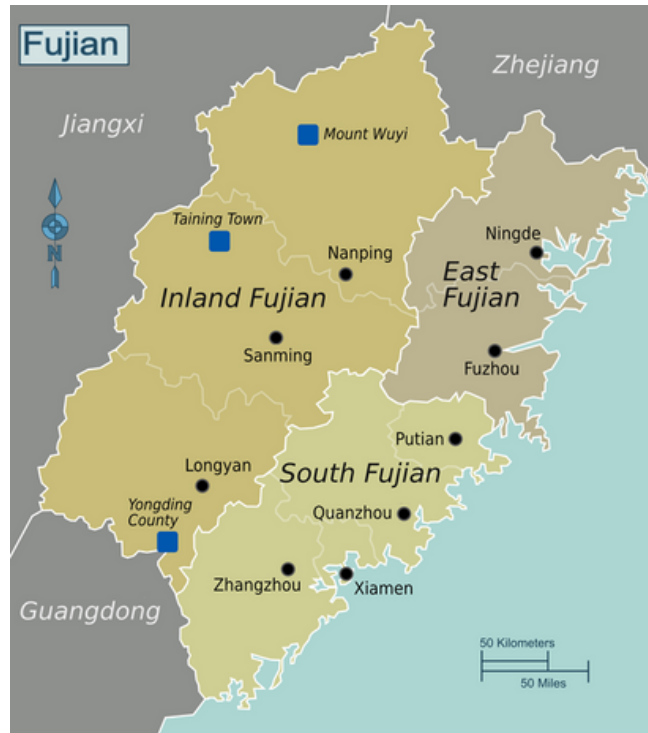 Fujian
Zhejiang
Jiangxi
Mount Wuyi
Taining Town
N
Nanping
Ningde
East
Fujian
Inland Fujian
Sanming
Fuzhou
Putian
South Fujian
Longyan
Yongding
County
Quanzhou
Zhangzhou
Xiamen
Guangdong
50 Kilometers
50 Miles